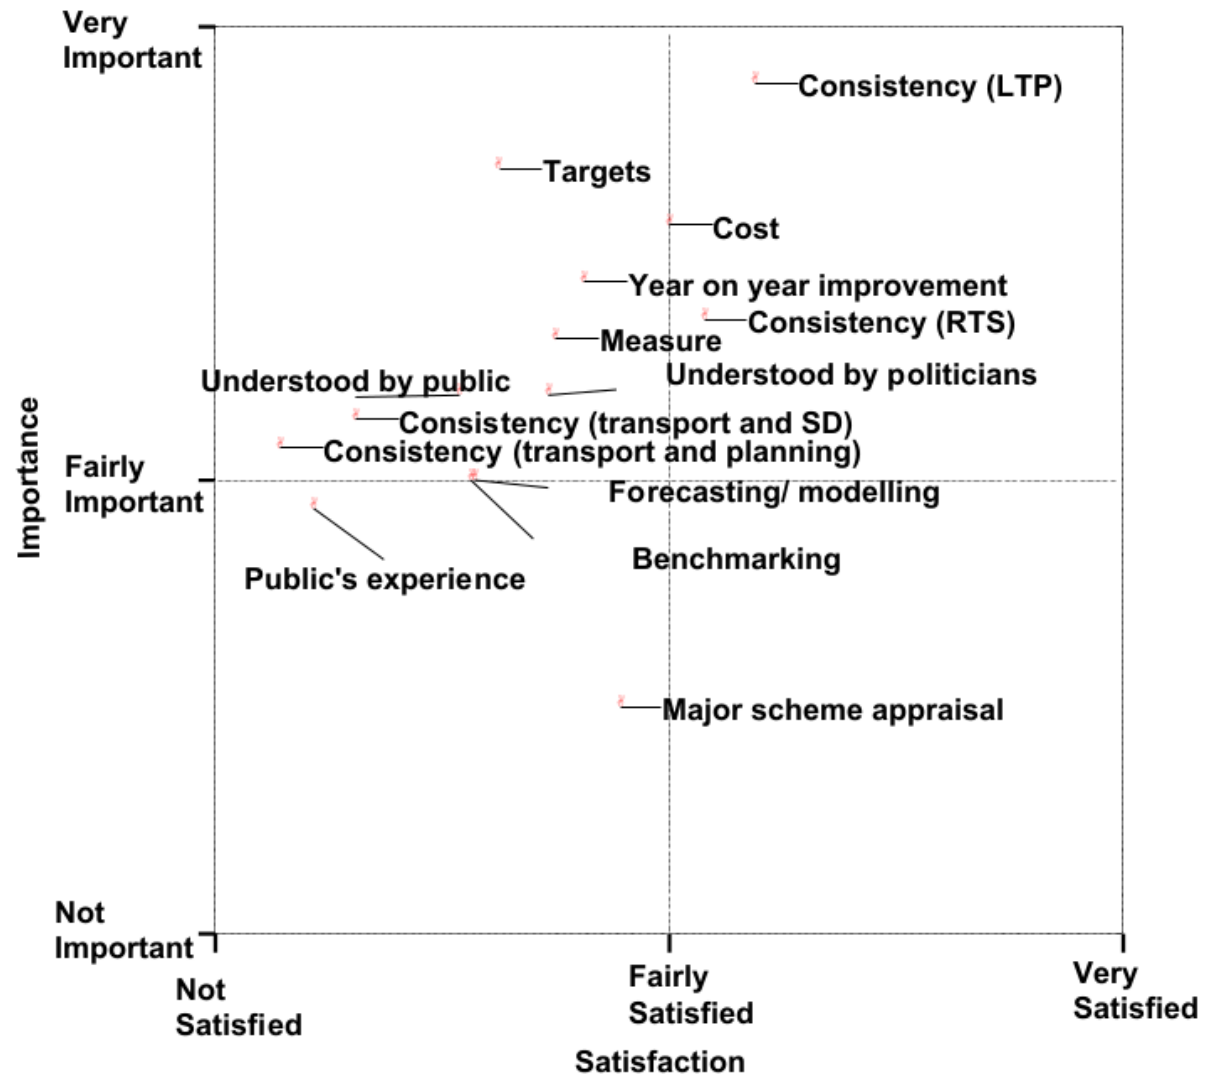 Very
Important
Consistency (LTP)
Targets
Cost
Year on year improvement
Consistency (RTS)
Measure
Understood by politicians
Understood by public
Consistency (transport and SD)
Consistency (transport and planning)
Fairly
Important
Forecasting/ modelling
Benchmarking
Public's experience
Importance
Major scheme appraisal
Not
Important
Not
Satisfied
Fairly
Satisfied
Very
Satisfied
Satisfaction